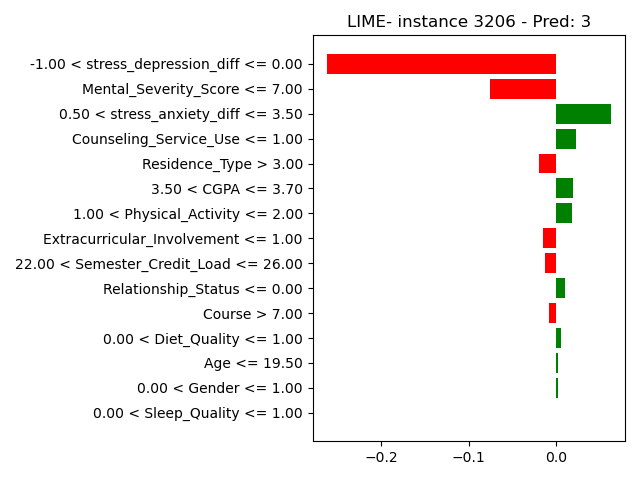 LIME- instance 3206 - Pred: 3
-1.00 < stress_depression_diff <= 0.00
Mental_Severity_Score <= 7.00
0.50 < stress_anxiety_diff <= 3.50
Counseling_Service_Use <= 1.00
Residence_Type > 3.00
3.50 < CGPA <= 3.70
1.00 < Physical_Activity <= 2.00
Extracurricular_Involvement <= 1.00
22.00 < Semester_Credit_Load <= 26.00
Relationship_Status <= 0.00
Course > 7.00
0.00 < Diet_Quality <= 1.00
Age <= 19.50
0.00 < Gender <= 1.00
0.00 < Sleep_Quality <= 1.00
−0.2 −0.1 0.0